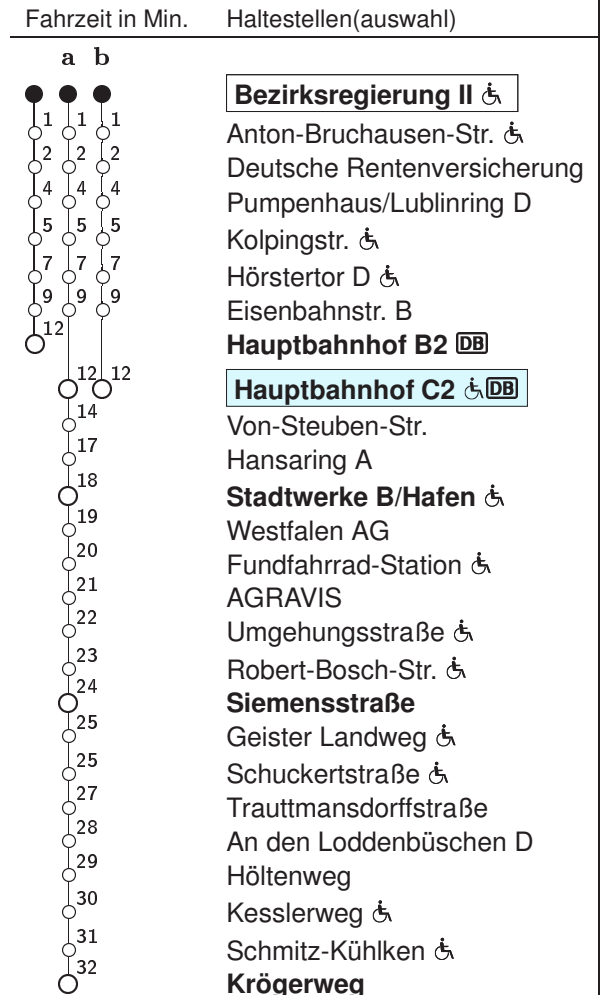 Fahrzeit in Min. Haltestellen(auswahl)
a b
Bezirksregierung II
1 1 1 Anton-Bruchausen-Str.
2 2 2 Deutsche Rentenversicherung
4 4 4 Pumpenhaus/Lublinring D
5 5 5 Kolpingstr.
7 7 7 Hörstertor D
9 9 9 Eisenbahnstr. B
12 Hauptbahnhof B2 DB
12 12 Hauptbahnhof C2 DB
14 Von-Steuben-Str.
17 Hansaring A
18 Stadtwerke B/Hafen
19 Westfalen AG
20 Fundfahrrad-Station
21 AGRAVIS
22 Umgehungsstraße
23 Robert-Bosch-Str.
24 Siemensstraße
25 Geister Landweg
25 Schuckertstraße
27 Trauttmansdorffstraße
28 An den Loddenbüschen D
29 Höltenweg
30 Kesslerweg
31 Schmitz-Kühlken
32 Krögerweg